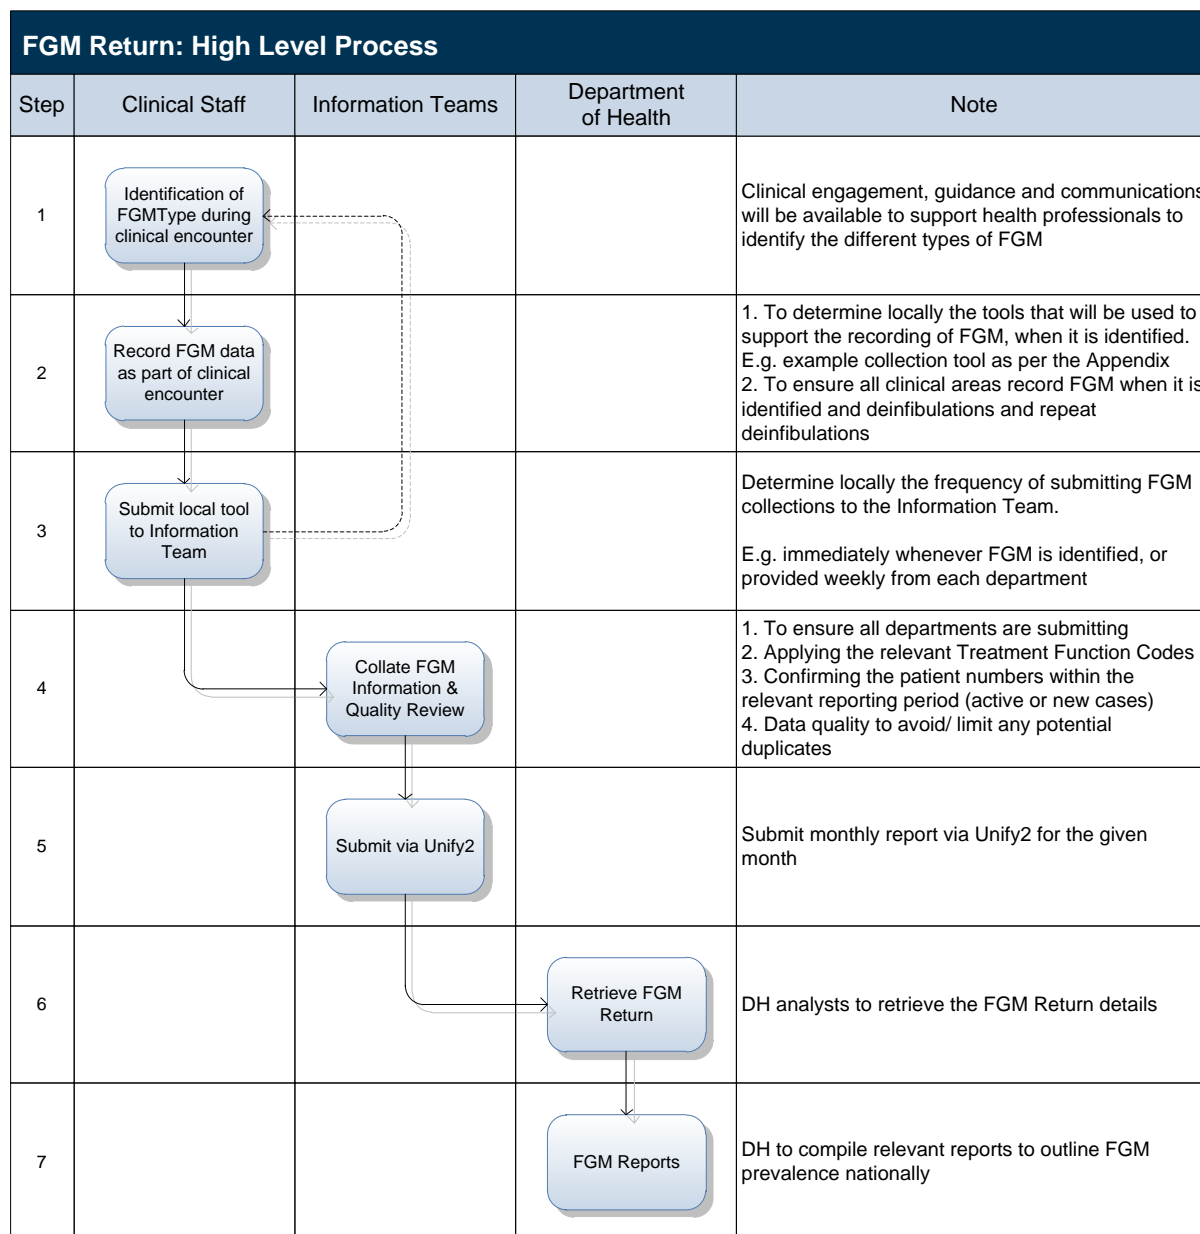 FGM Return: High Level Process
Step
Clinical Staff
Information Teams
Department
of Health
Note
1
Identification of
FGMType during
clinical encounter
Clinical engagement, guidance and communications
will be available to support health professionals to
identify the different types of FGM
2
Record FGM data
as part of clinical
encounter
1. To determine locally the tools that will be used to
support the recording of FGM, when it is identified.
E.g. example collection tool as per the Appendix
2. To ensure all clinical areas record FGM when it is
identified and deinfibulations and repeat
deinfibulations
3
Submit local tool
to Information
Team
Determine locally the frequency of submitting FGM
collections to the Information Team.
E.g. immediately whenever FGM is identified, or
provided weekly from each department
4
Collate FGM
Information &
Quality Review
1. To ensure all departments are submitting
2. Applying the relevant Treatment Function Codes
3. Confirming the patient numbers within the
relevant reporting period (active or new cases)
4. Data quality to avoid/ limit any potential
duplicates
5
Submit via Unify2
Submit monthly report via Unify2 for the given
month
6
Retrieve FGM
Return
DH analysts to retrieve the FGM Return details
7
FGM Reports
DH to compile relevant reports to outline FGM
prevalence nationally